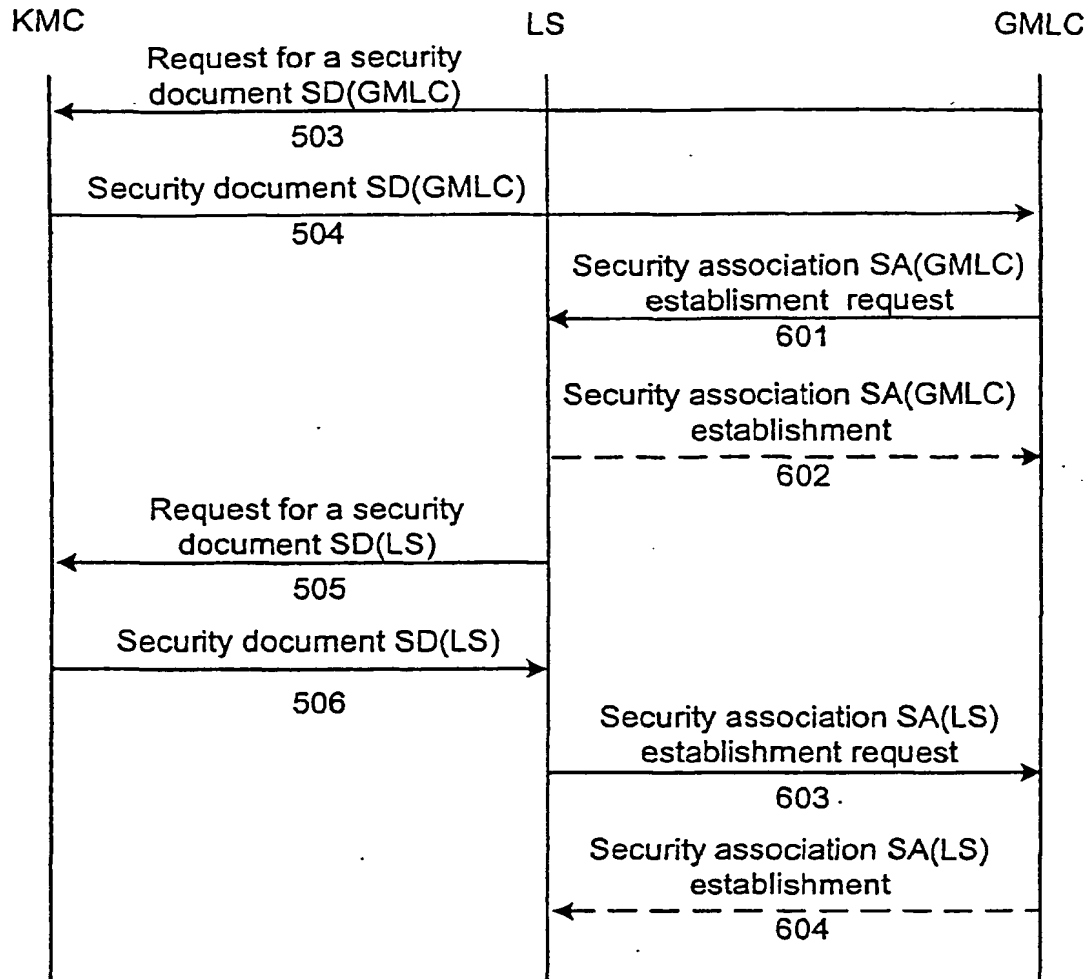 KMC
LS
GMLC
Request for a security
document SD(GMLC)
503
Security document SD(GMLC)
504
Security association SA(GMLC)
establisment request
601
Security association SA(GMLC)
establishment
602
Request for a security
document SD(LS)
505
Security document SD(LS)
506
Security association SA(LS)
establishment request
603
Security association SA(LS)
establishment
604